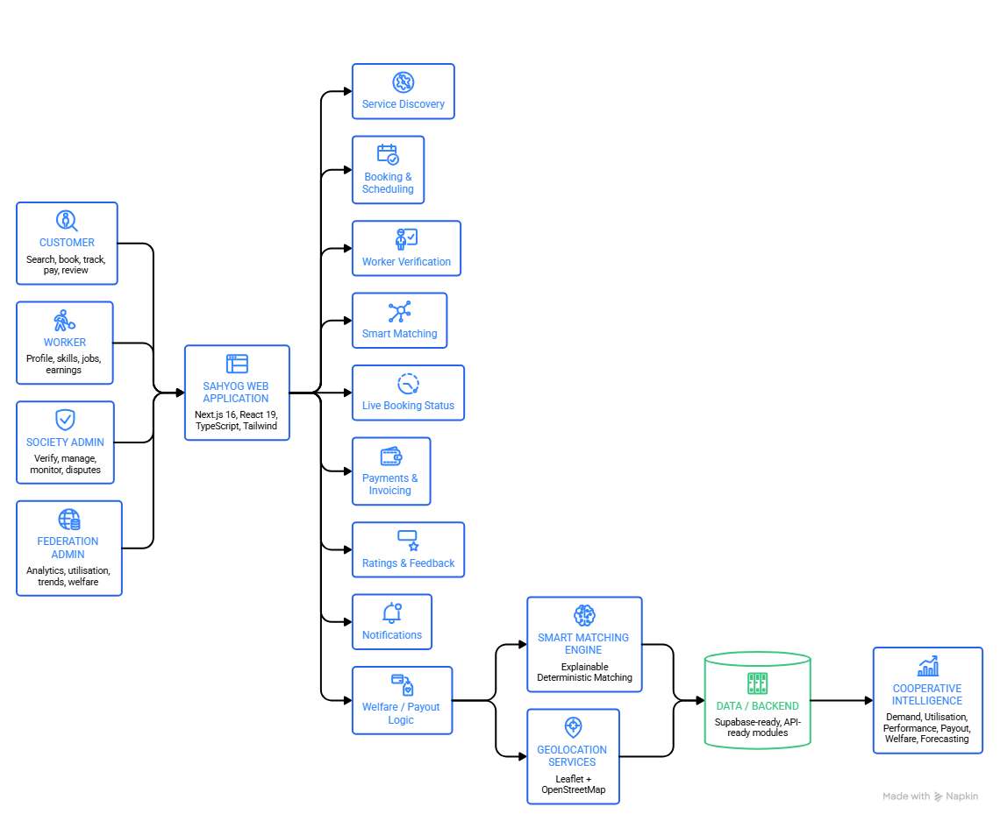 CUSTOMER
Search, book, track,
pay, review
WORKER
Profile, skills, jobs,
earnings
SOCIETY ADMIN
Verify, manage,
monitor, disputes
FEDERATION
ADMIN
Analytics, utilisation,
trends, welfare
SAHYOG WEB
APPLICATION
Next.js 16, React 19,
TypeScript, Tailwind
Service Discovery
Booking &
Scheduling
Worker Verification
Smart Matching
Live Booking Status
Payments &
Invoicing
Ratings & Feedback
Notifications
Welfare / Payout
Logic
SMART MATCHING
ENGINE
Explainable
Deterministic Matching
GEOLOCATION
SERVICES
Leaflet +
OpenStreetMap
DATA / BACKEND
Supabase-ready, API-
ready modules
COOPERATIVE
INTELLIGENCE
Demand, Utilisation,
Performance, Payout,
Welfare, Forecasting
Made with Napkin